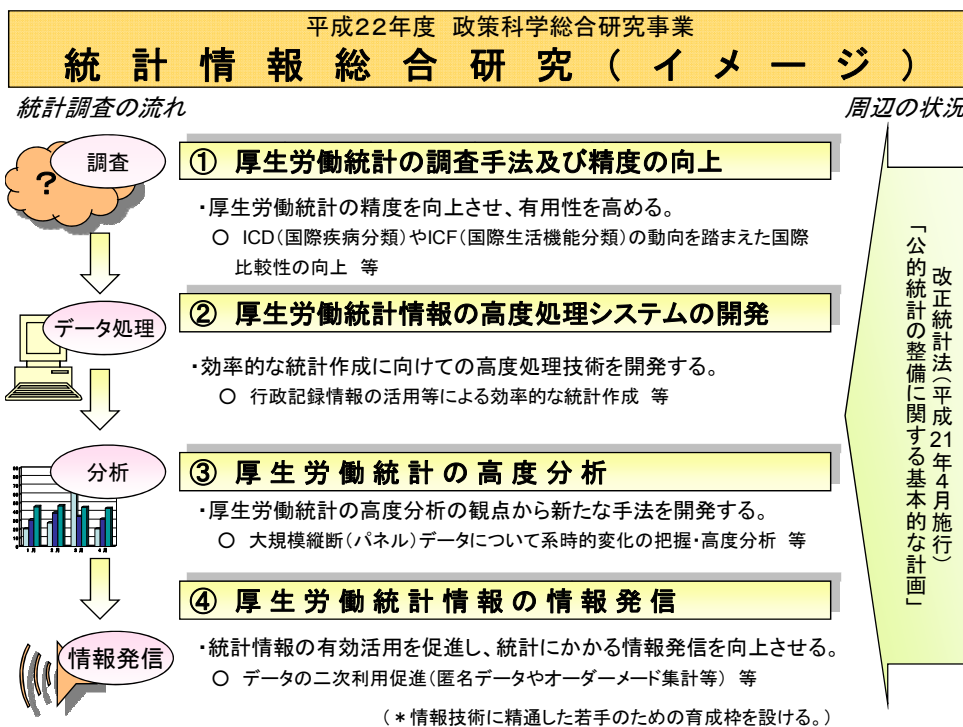 平成22年度 政策科学総合研究事業
統計情報総合研究(イメージ)
統計調査の流れ
周辺の状況
調査
?
① 厚生労働統計の調査手法及び精度の向上
・厚生労働統計の精度を向上させ、有用性を高める。
○ ICD(国際疾病分類)やICF(国際生活機能分類)の動向を踏まえた国際
比較性の向上 等
データ処理
② 厚生労働統計情報の高度処理システムの開発
・効率的な統計作成に向けての高度処理技術を開発する。
○ 行政記録情報の活用等による効率的な統計作成 等
分析
1月 2月 3月 4月
③ 厚生労働統計の高度分析
・厚生労働統計の高度分析の観点から新たな手法を開発する。
○ 大規模縦断(パネル)データについて系時的変化の把握・高度分析 等
④ 厚生労働統計情報の情報発信
情報発信
・統計情報の有効活用を促進し、統計にかかる情報発信を向上させる。
○ データの二次利用促進(匿名データやオーダーメード集計等) 等
(*情報技術に精通した若手のための育成枠を設ける。)
改正統計法(平成21年4月施行)
「公的統計の整備に関する基本的な計画」